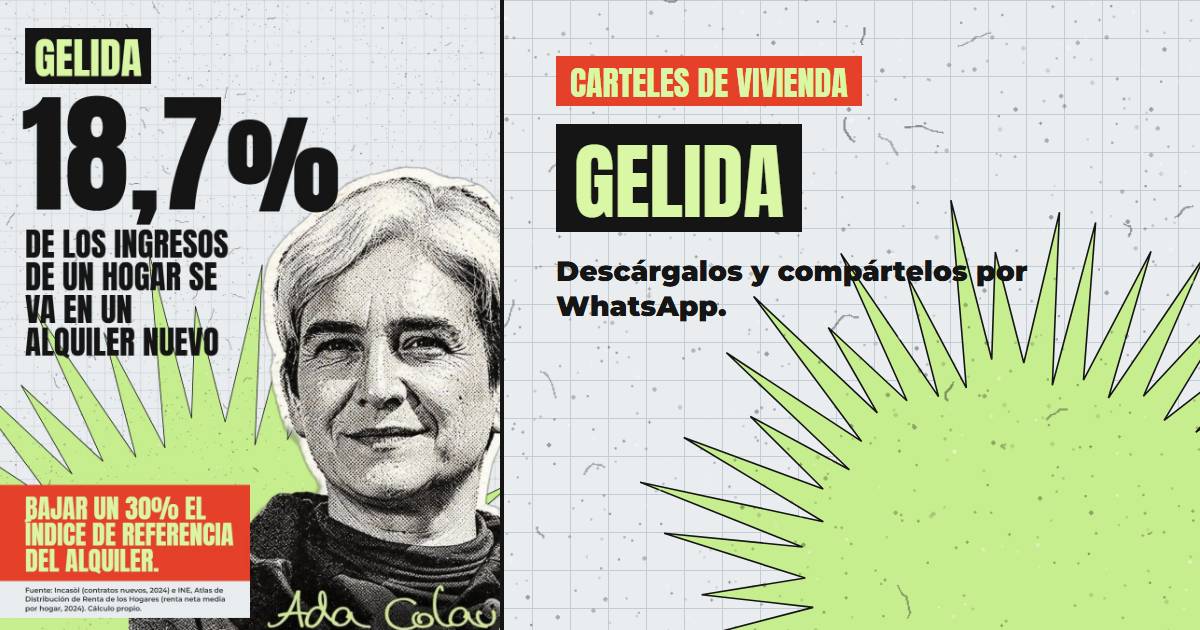 GELIDA
18,7%
DE LOS INGRESOS
DE UN HOGAR SE
VA EN UN
ALQUILER NUEVO
BAJAR UN 30% EL
ÍNDICE DE REFERENCIA
DEL ALQUILER.
Fuente: Incasòl (contratos nuevos, 2024) e INE, Atlas de
Distribución de Renta de los Hogares (renta neta media
por hogar, 2024). Cálculo propio.
Ada Colau
CARTELES DE VIVIENDA
GELIDA
Descárgalos y compártelos por
WhatsApp.